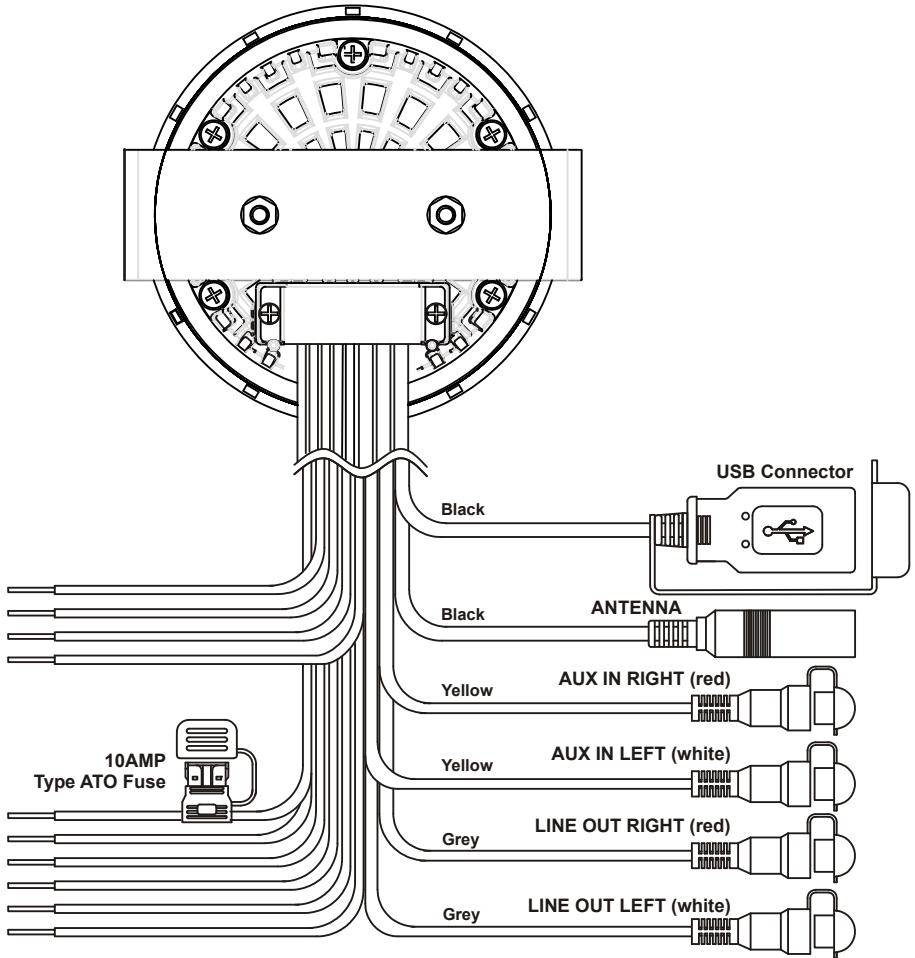 USB Connector
Black
ANTENNA
Black
AUX IN RIGHT (red)
Yellow
AUX IN LEFT (white)
Yellow
10AMP
Type ATO Fuse
LINE OUT RIGHT (red)
Grey
LINE OUT LEFT (white)
Grey